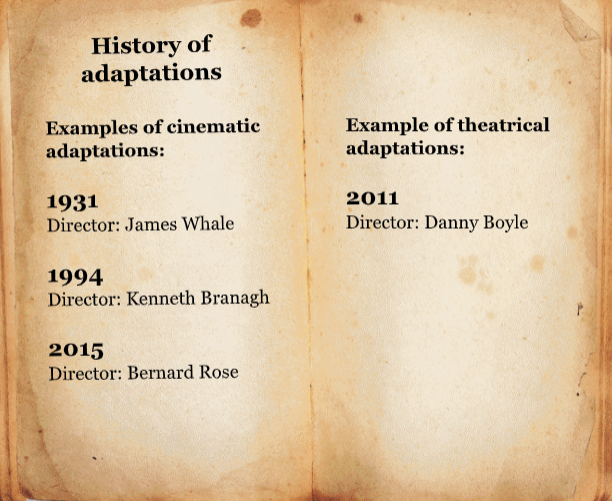 History of
adaptations
Examples of cinematic
adaptations:
1931
Director: James Whale
1994
Director: Kenneth Branagh
2015
Director: Bernard Rose
Example of theatrical
adaptations:
2011
Director: Danny Boyle